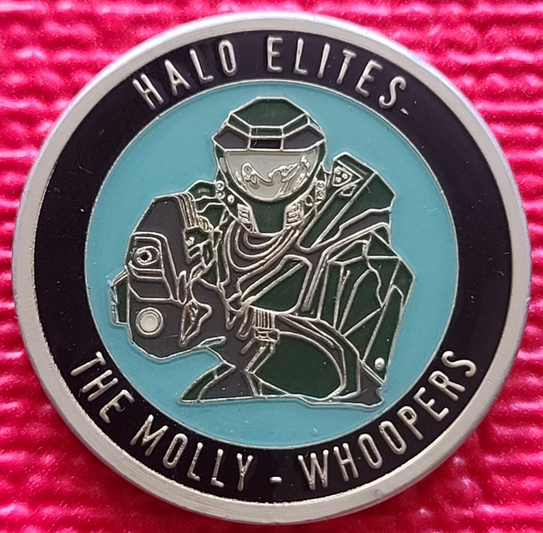 HALO ELITES-
THE MOLLY - WHOOPERS